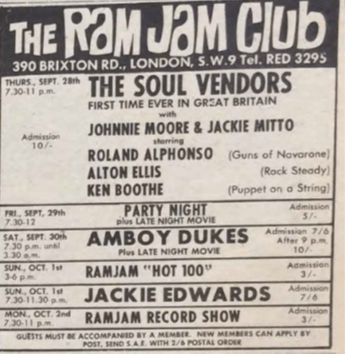 THE RAM JAM CLUB
390 BRIXTON RD., LONDON, S.W.9 Tel. RED 3295
THURS., SEPT. 28th
7.30-11 p.m.
Admission
10/-
THE SOUL VENDORS
FIRST TIME EVER IN GREAT BRITAIN
with
JOHNNIE MOORE & JACKIE MITTO
starring
ROLAND ALPHONSO (Guns of Navarone)
ALTON ELLIS (Rock Steady)
KEN BOOTHE (Puppet on a String)
FRI., SEPT. 29th
7.30-12
PARTY NIGHT
plus LATE NIGHT MOVIE
Admission
5/-
SAT., SEPT. 30th
7.30 p.m. until
3.30 a.m.
AMBOY DUKES
Plus LATE NIGHT MOVIE
Admission 7/6
After 9 p.m.
10/-
SUN., OCT. 1st
3-6 p.m.
RAMJAM "HOT 100"
Admission
3/-
SUN., OCT. 1st
7.30-11.30 p.m.
JACKIE EDWARDS
Admission
7/6
MON., OCT. 2nd
7.30-11 p.m.
RAMJAM RECORD SHOW
Admission
3/-
GUESTS MUST BE ACCOMPANIED BY A MEMBER. NEW MEMBERS CAN APPLY BY
POST, SEND S.A.E. WITH 2/6 POSTAL ORDER